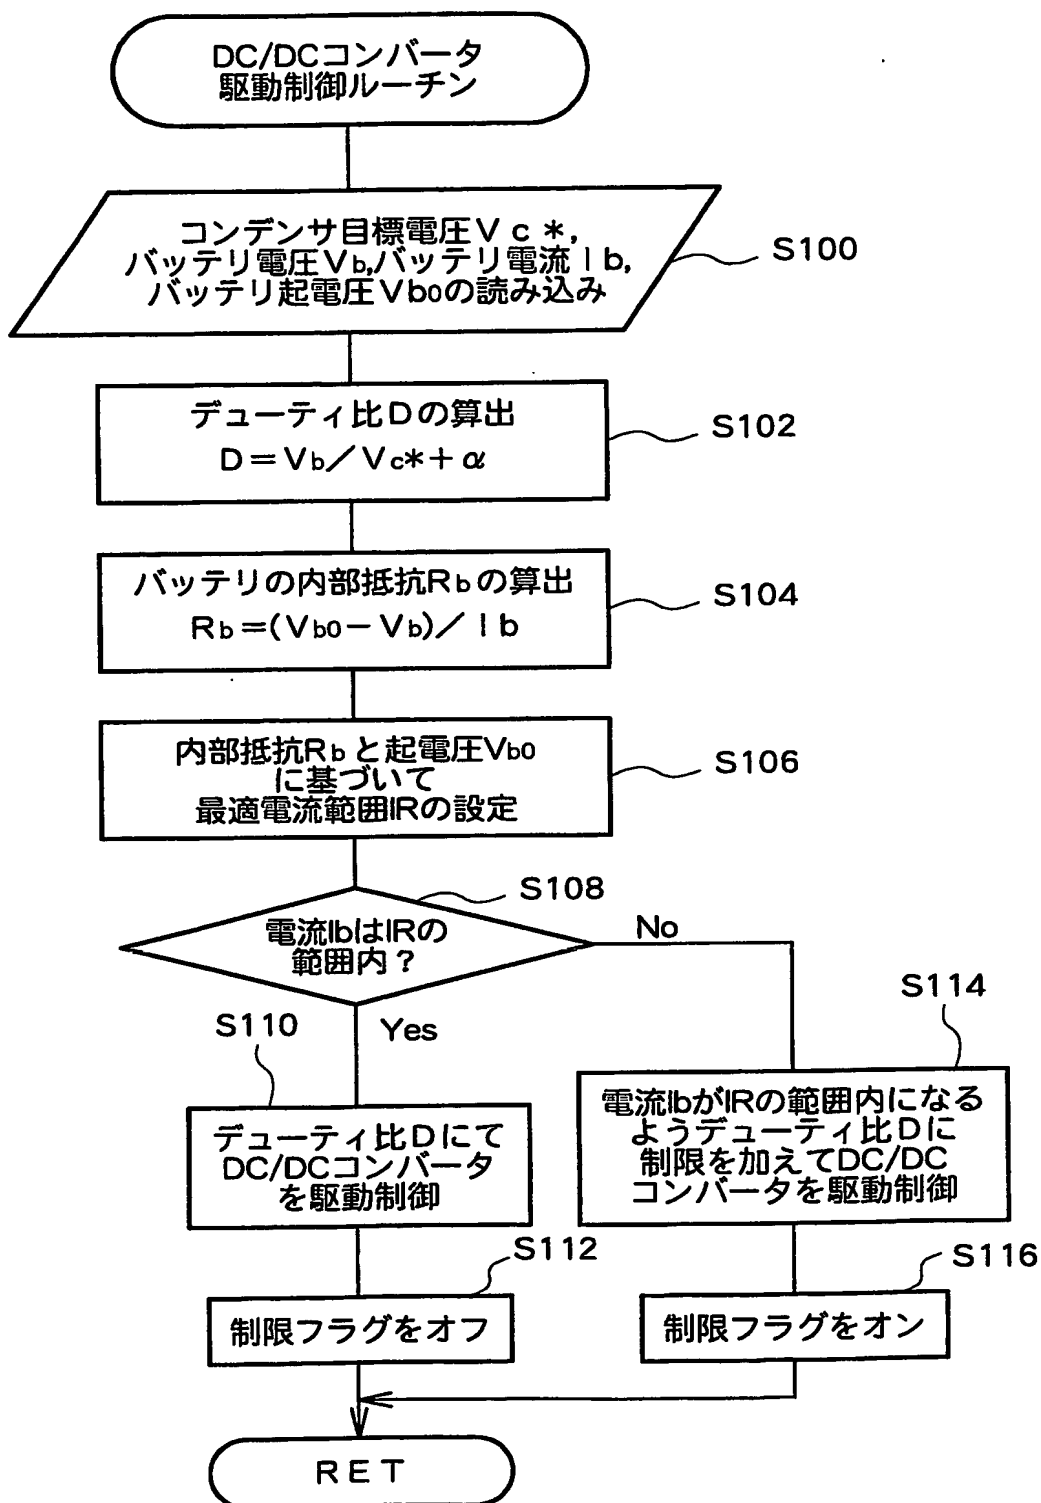 DC/DCコンバータ
駆動制御ルーチン
コンデンサ目標電圧Vc*,
バッテリ電圧Vb,バッテリ電流Ib,
バッテリ起電圧Vb0の読み込み
S100
デューティ比Dの算出
D=Vb/Vc*+α
S102
バッテリの内部抵抗Rbの算出
Rb=(Vb0-Vb)/Ib
S104
内部抵抗Rbと起電圧Vb0
に基づいて
最適電流範囲IRの設定
S106
S108
電流IbはIRの
範囲内?
No
Yes
S110
デューティ比Dにて
DC/DCコンバータ
を駆動制御
S114
電流IbがIRの範囲内になる
ようデューティ比Dに
制限を加えてDC/DC
コンバータを駆動制御
S112
制限フラグをオフ
S116
制限フラグをオン
RET